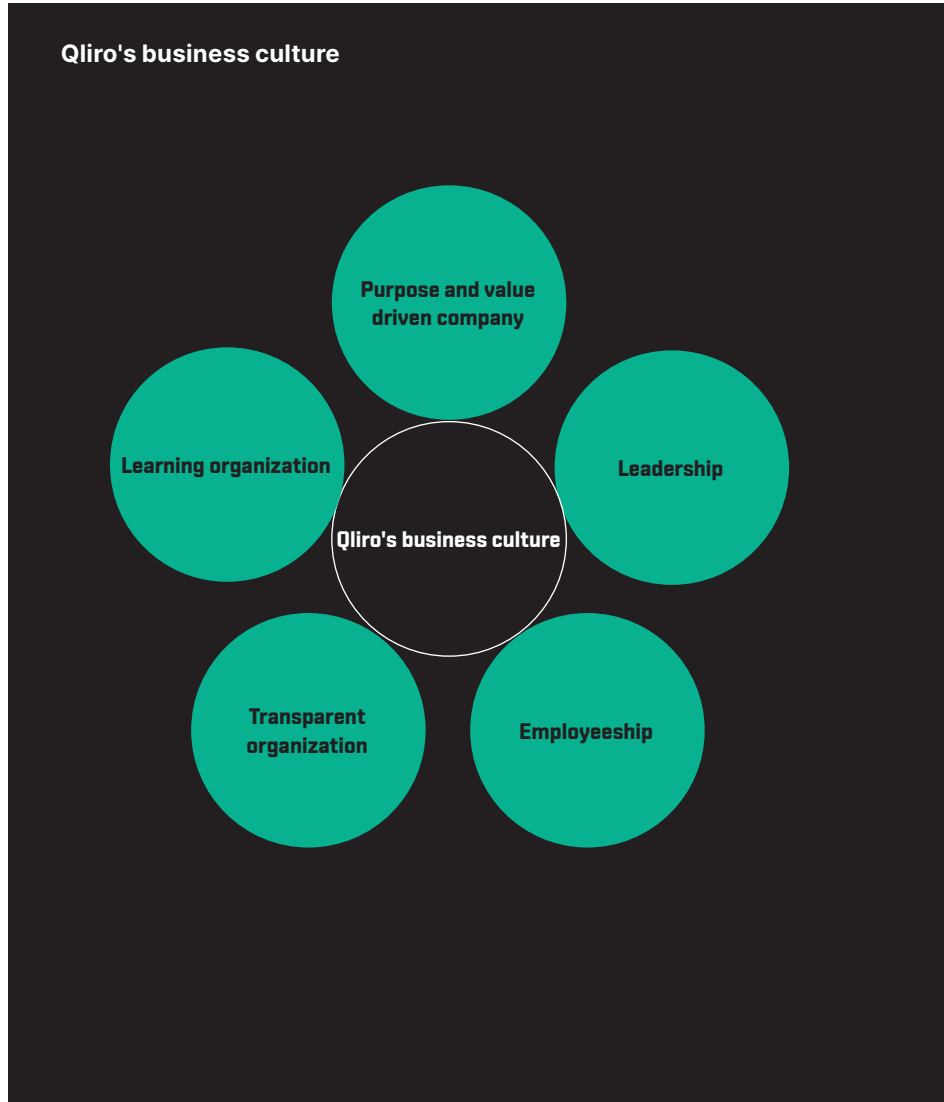 Qliro's business culture
Purpose and value
driven company
Learning organization
Leadership
Qliro's business culture
Transparent
organization
Employeeship